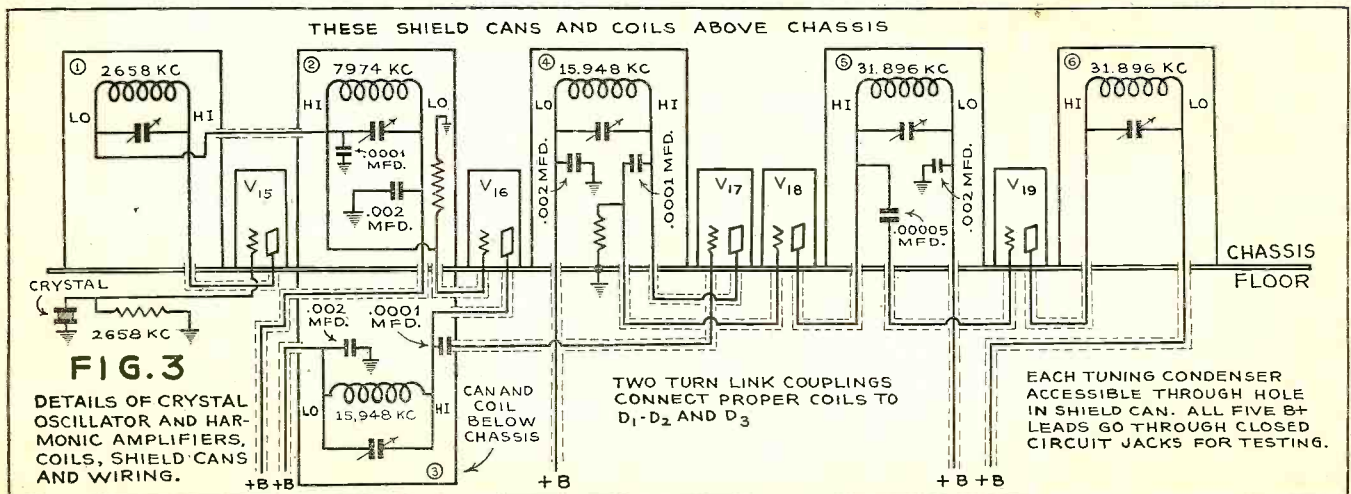 THESE SHIELD CANS AND COILS ABOVE CHASSIS
①
2658 KC
LO
HI
②
7974 KC
HI
LO
.0001
MFD.
.002
MFD.
④
15.948 KC
LO
HI
.002 MFD.
.0001 MFD.
⑤
31.896 KC
HI
LO
.002 MFD.
.00005
MFD.
⑥
31.896 KC
HI
LO
V15
V16
V17
V18
V19
CHASSIS
FLOOR
CRYSTAL
2658 KC
FIG.3
DETAILS OF CRYSTAL
OSCILLATOR AND HAR-
MONIC AMPLIFIERS,
COILS, SHIELD CANS
AND WIRING.
.002
MFD.
.0001
MFD.
LO
HI
15,948 KC
③
CAN AND
COIL
BELOW
CHASSIS
TWO TURN LINK COUPLINGS
CONNECT PROPER COILS TO
D1-D2 AND D3
EACH TUNING CONDENSER
ACCESSIBLE THROUGH HOLE
IN SHIELD CAN. ALL FIVE B+
LEADS GO THROUGH CLOSED
CIRCUIT JACKS FOR TESTING.
+B +B
+B
+B +B